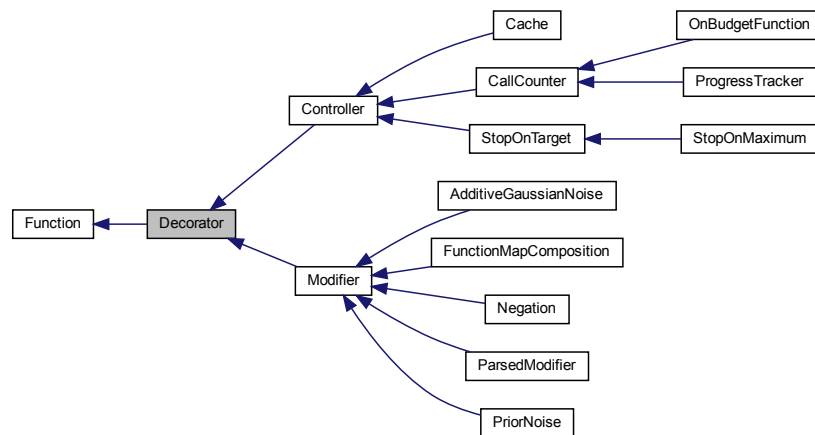 Cache
OnBudgetFunction
CallCounter
ProgressTracker
Controller
StopOnTarget
StopOnMaximum
AdditiveGaussianNoise
Function
Decorator
FunctionMapComposition
Modifier
Negation
ParsedModifier
PriorNoise